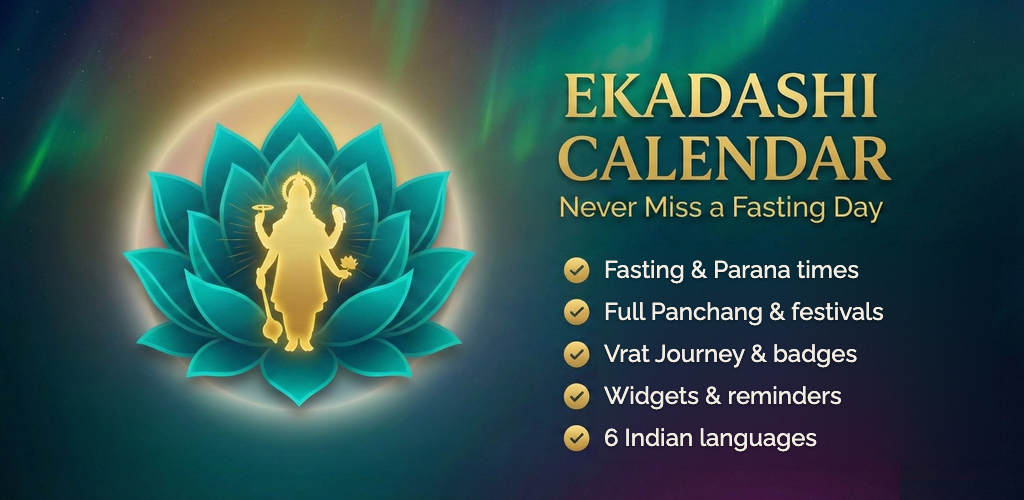 EKADASHI
CALENDAR
Never Miss a Fasting Day
Fasting & Parana times
Full Panchang & festivals
Vrat Journey & badges
Widgets & reminders
6 Indian languages